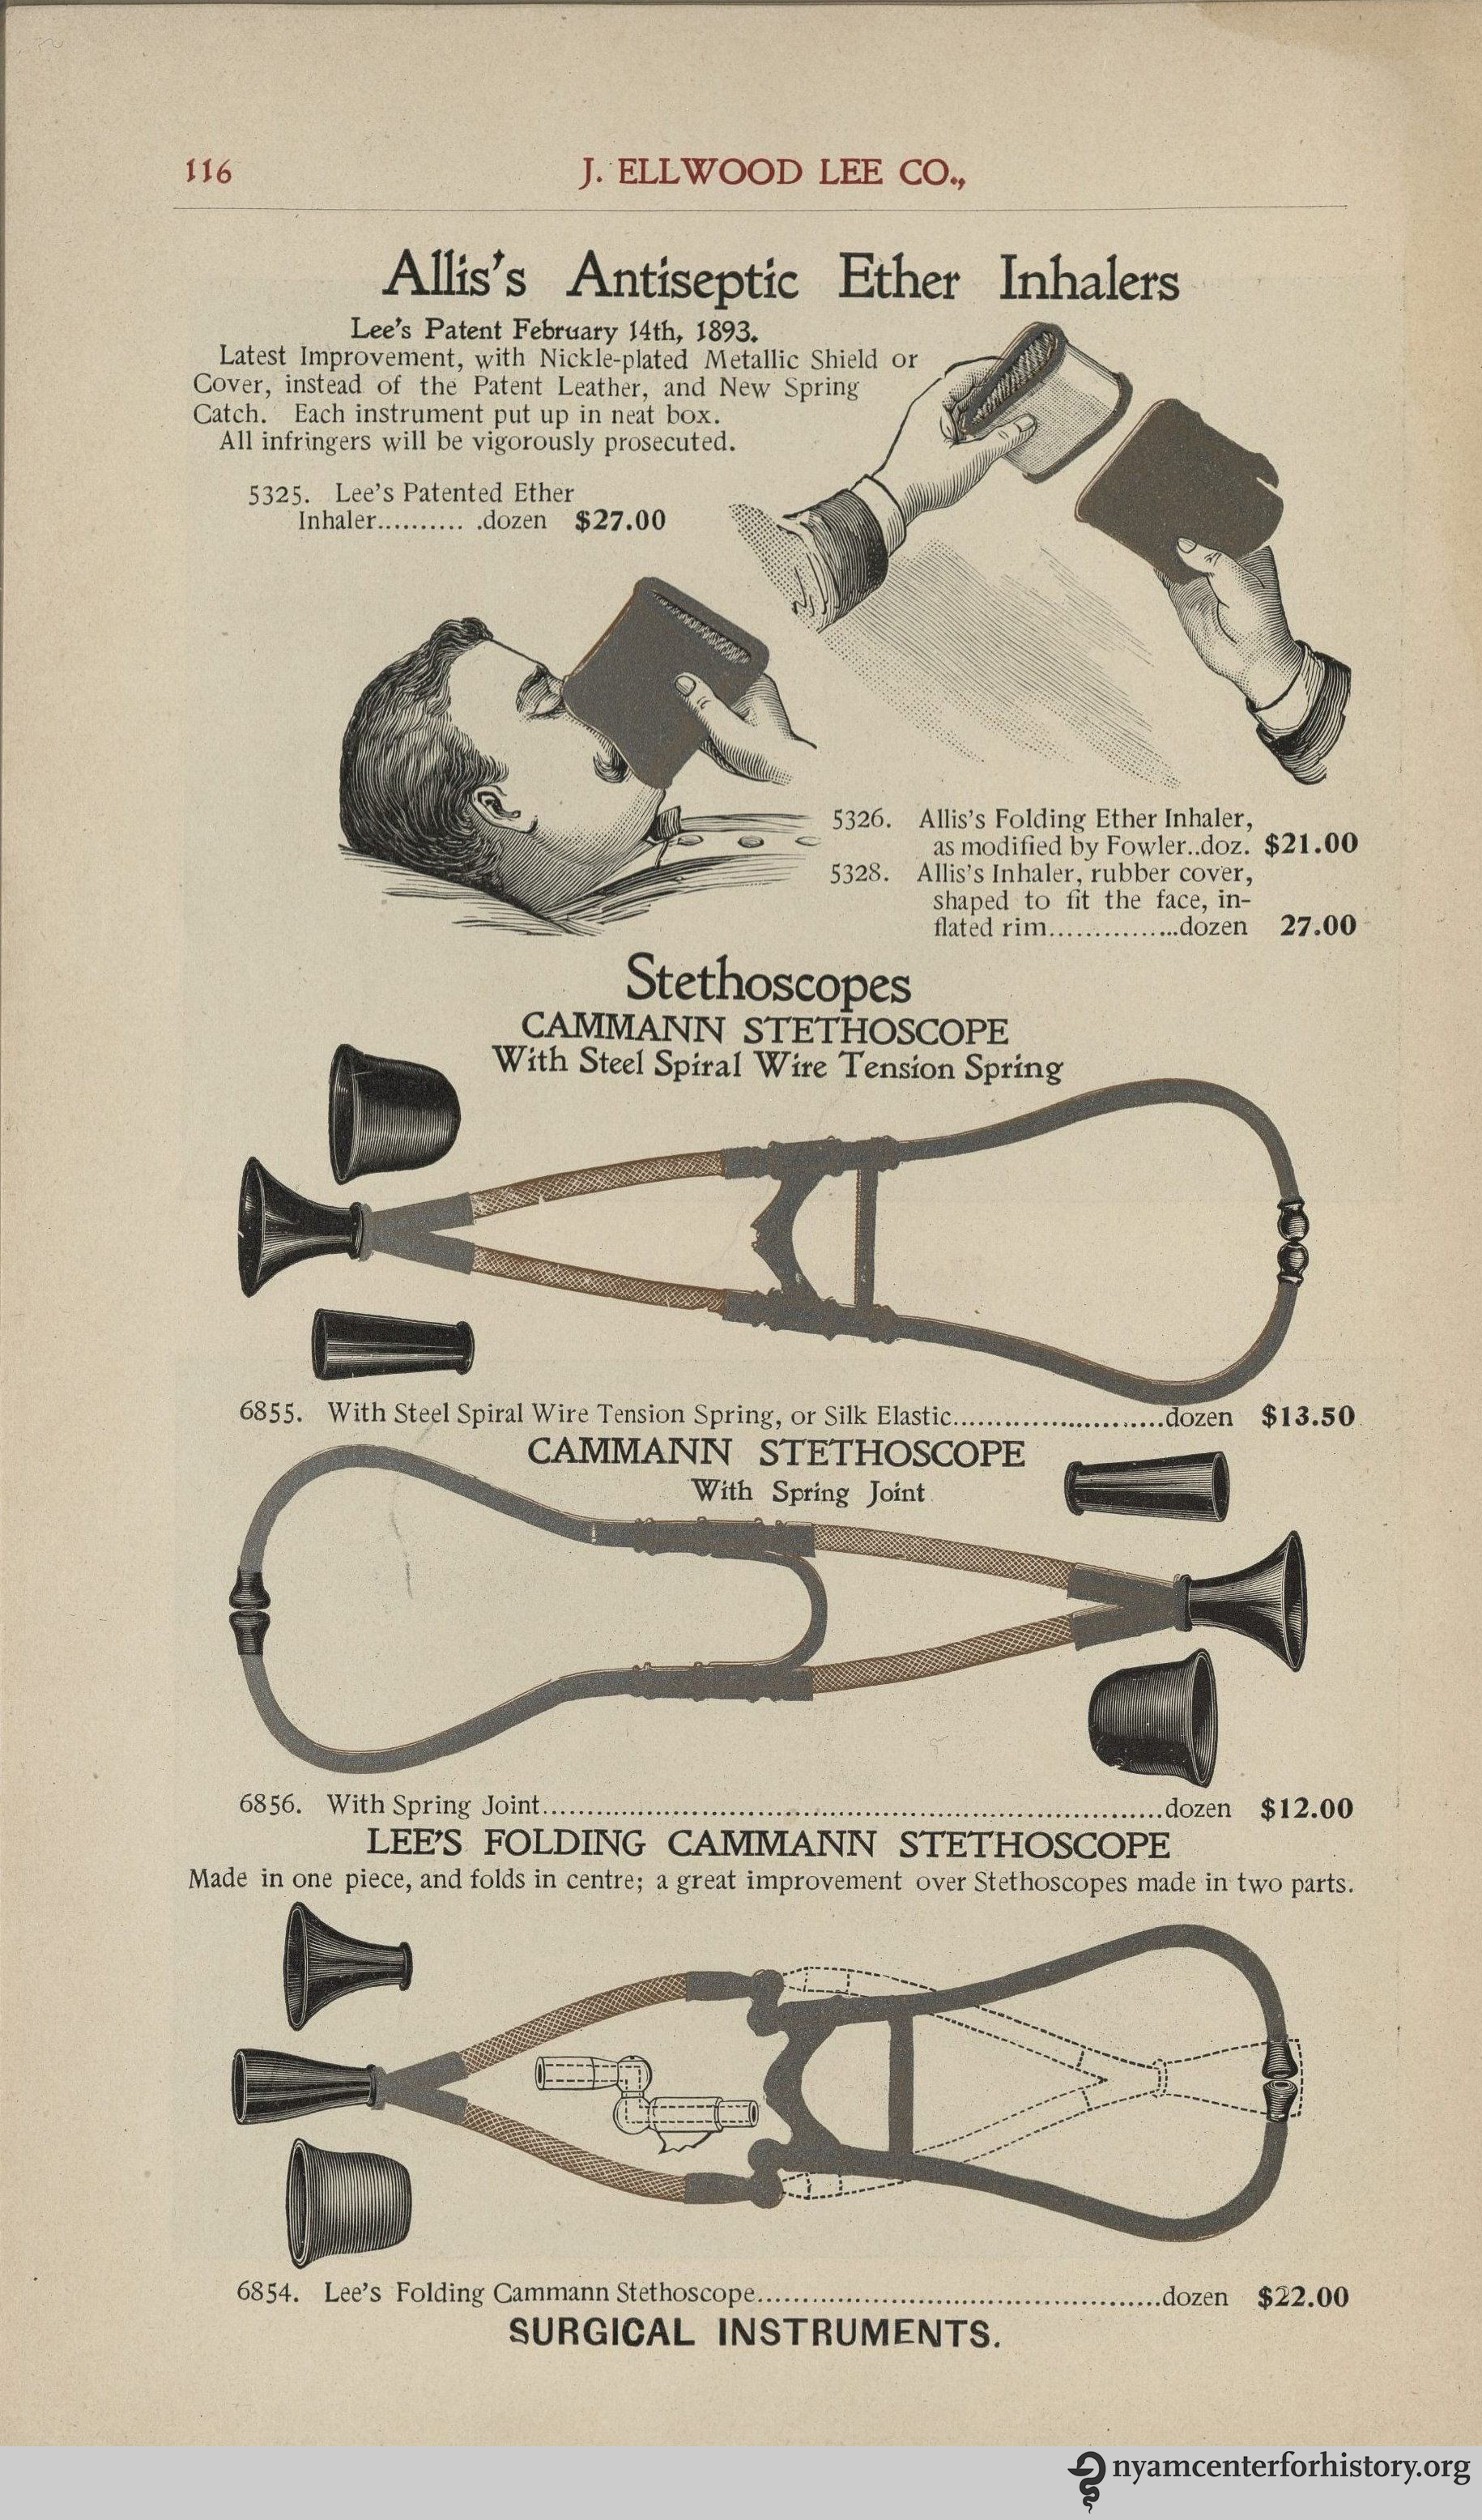 116
J. ELLWOOD LEE CO.,
Allis's Antiseptic Ether Inhalers
Lee's Patent February 14th, 1893.
Latest Improvement, with Nickle-plated Metallic Shield or
Cover, instead of the Patent Leather, and New Spring
Catch. Each instrument put up in neat box.
All infringers will be vigorously prosecuted.
5325. Lee's Patented Ether
Inhaler.......... .dozen $27.00
5326. Allis's Folding Ether Inhaler,
as modified by Fowler..doz. $21.00
5328. Allis's Inhaler, rubber cover,
shaped to fit the face, in-
flated rim................dozen 27.00
Stethoscopes
CAMMANN STETHOSCOPE
With Steel Spiral Wire Tension Spring
6855. With Steel Spiral Wire Tension Spring, or Silk Elastic........................dozen $13.50
CAMMANN STETHOSCOPE
With Spring Joint
6856. With Spring Joint......................................................................dozen $12.00
LEE'S FOLDING CAMMANN STETHOSCOPE
Made in one piece, and folds in centre; a great improvement over Stethoscopes made in two parts.
6854. Lee's Folding Cammann Stethoscope..............................................dozen $22.00
SURGICAL INSTRUMENTS.
nyamcenterforhistory.org